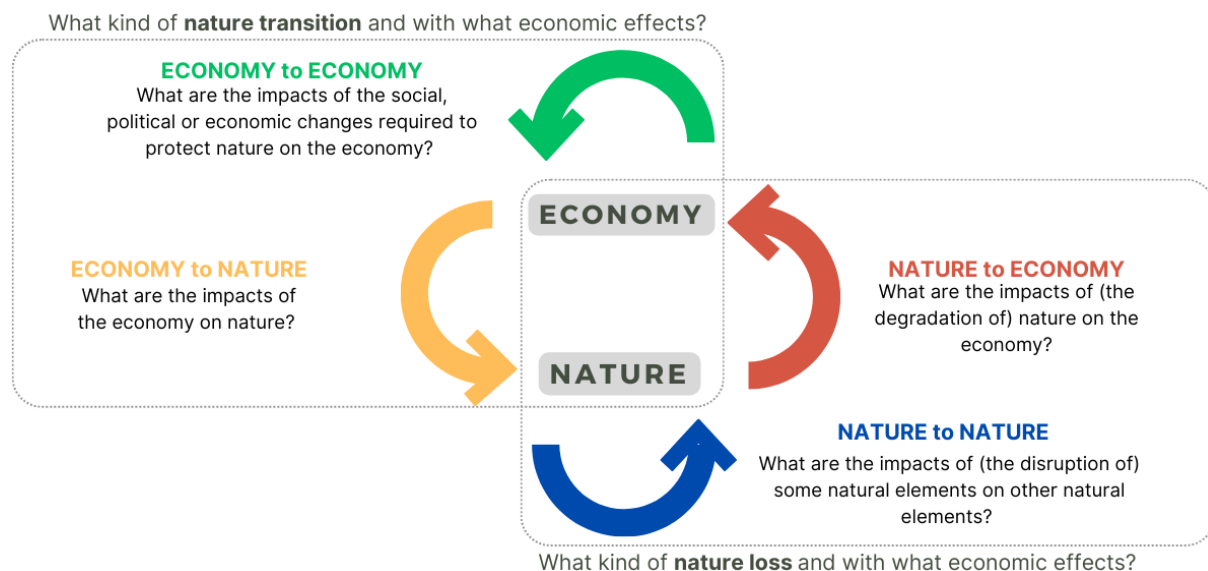 What kind of nature transition and with what economic effects?
ECONOMY to ECONOMY
What are the impacts of the social,
political or economic changes required to
protect nature on the economy?
ECONOMY
ECONOMY to NATURE
What are the impacts of
the economy on nature?
NATURE to ECONOMY
What are the impacts of (the
degradation of) nature on the
economy?
NATURE
NATURE to NATURE
What are the impacts of (the disruption of)
some natural elements on other natural
elements?
What kind of nature loss and with what economic effects?